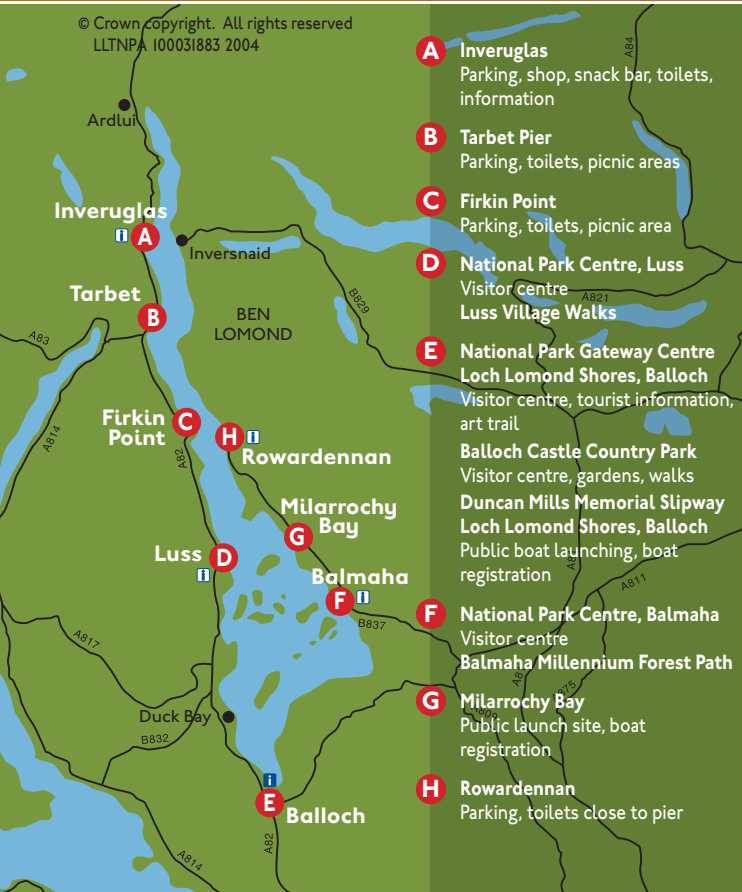 © Crown copyright. All rights reserved
LLTNPA 100031883 2004
Ardlui
Inveruglas
i
A
Inversnaid
Tarbet
B
BEN
LOMOND
A83
B829
A814
Firkin
Point
C
A82
H
i
Rowardennan
Milarrochy
Bay
G
Luss
D
i
Balmaha
F
i
B837
A817
Duck Bay
B832
i
E
Balloch
A82
A814
A84
A821
A811
A
Inveruglas
Parking, shop, snack bar, toilets,
information
B
Tarbet Pier
Parking, toilets, picnic areas
C
Firkin Point
Parking, toilets, picnic area
D
National Park Centre, Luss
Visitor centre
Luss Village Walks
E
National Park Gateway Centre
Loch Lomond Shores, Balloch
Visitor centre, tourist information,
art trail
Balloch Castle Country Park
Visitor centre, gardens, walks
Duncan Mills Memorial Slipway
Loch Lomond Shores, Balloch
Public boat launching, boat
registration
F
National Park Centre, Balmaha
Visitor centre
Balmaha Millennium Forest Path
G
Milarrochy Bay
Public launch site, boat
registration
H
Rowardennan
Parking, toilets close to pier